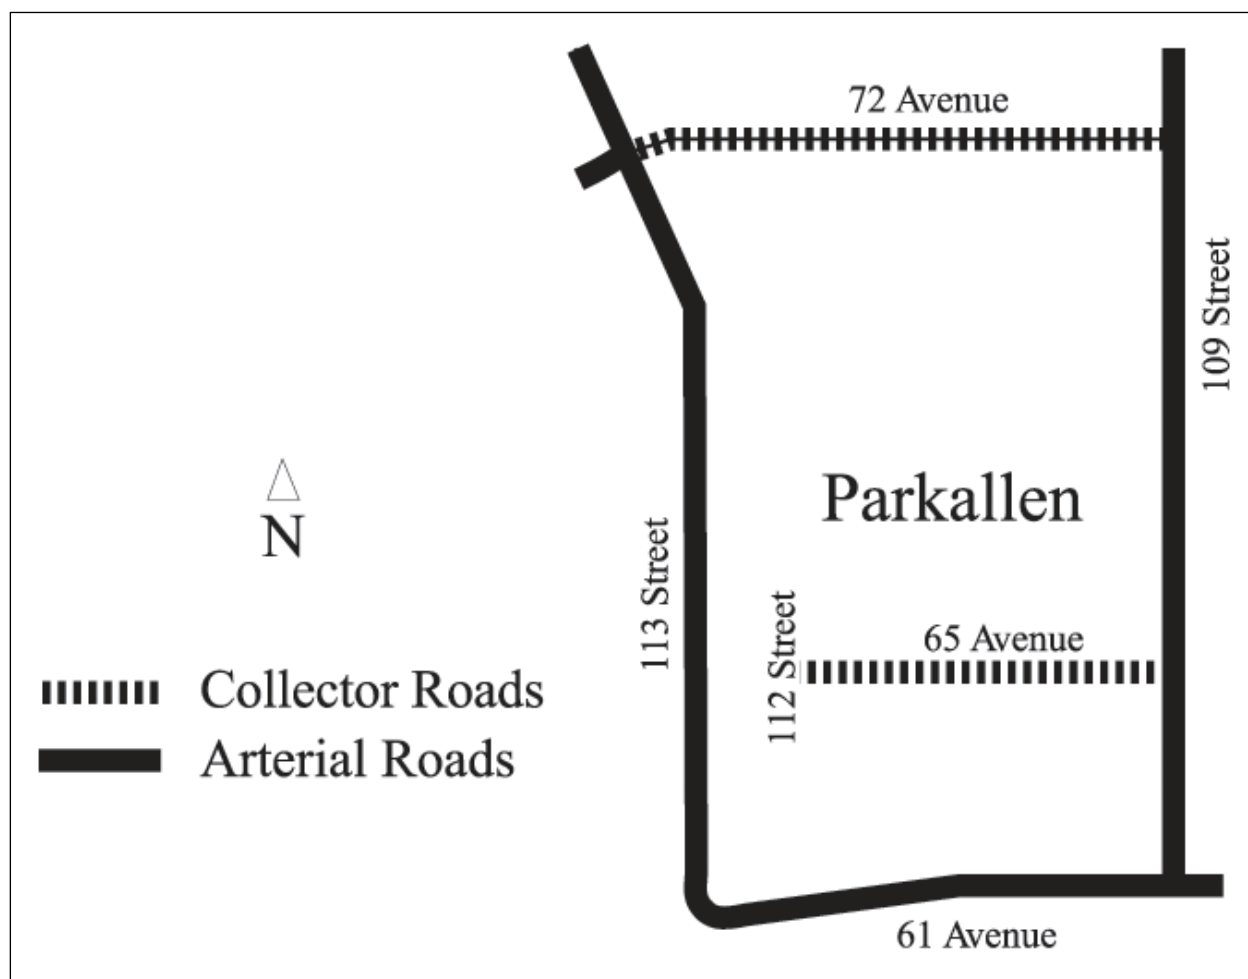 72 Avenue
109 Street
Parkallen
N
113 Street
112 Street
65 Avenue
Collector Roads
Arterial Roads
61 Avenue